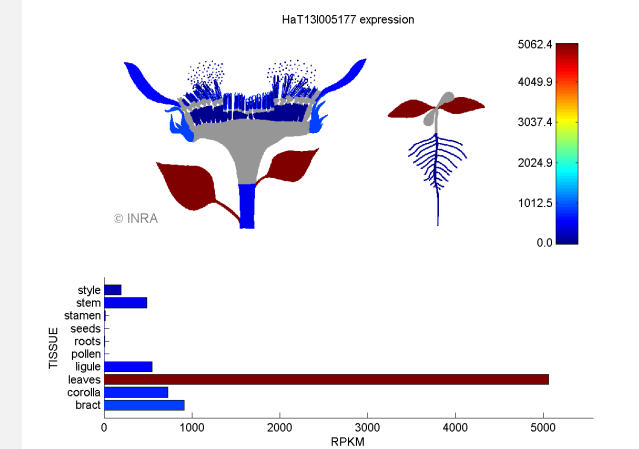 HaT13l005177 expression
5062.4
4049.9
3037.4
2024.9
1012.5
0.0
© INRA
style
stem
stamen
seeds
roots
pollen
ligule
leaves
corolla
bract
TISSUE
0 1000 2000 3000 4000 5000
RPKM